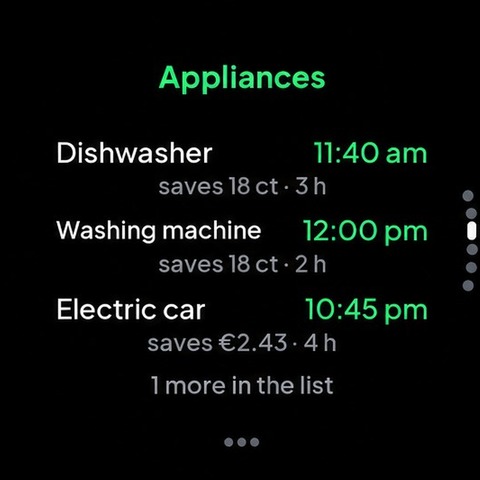 Appliances
Dishwasher 11:40 am
saves 18 ct · 3 h
Washing machine 12:00 pm
saves 18 ct · 2 h
Electric car 10:45 pm
saves €2.43 · 4 h
1 more in the list